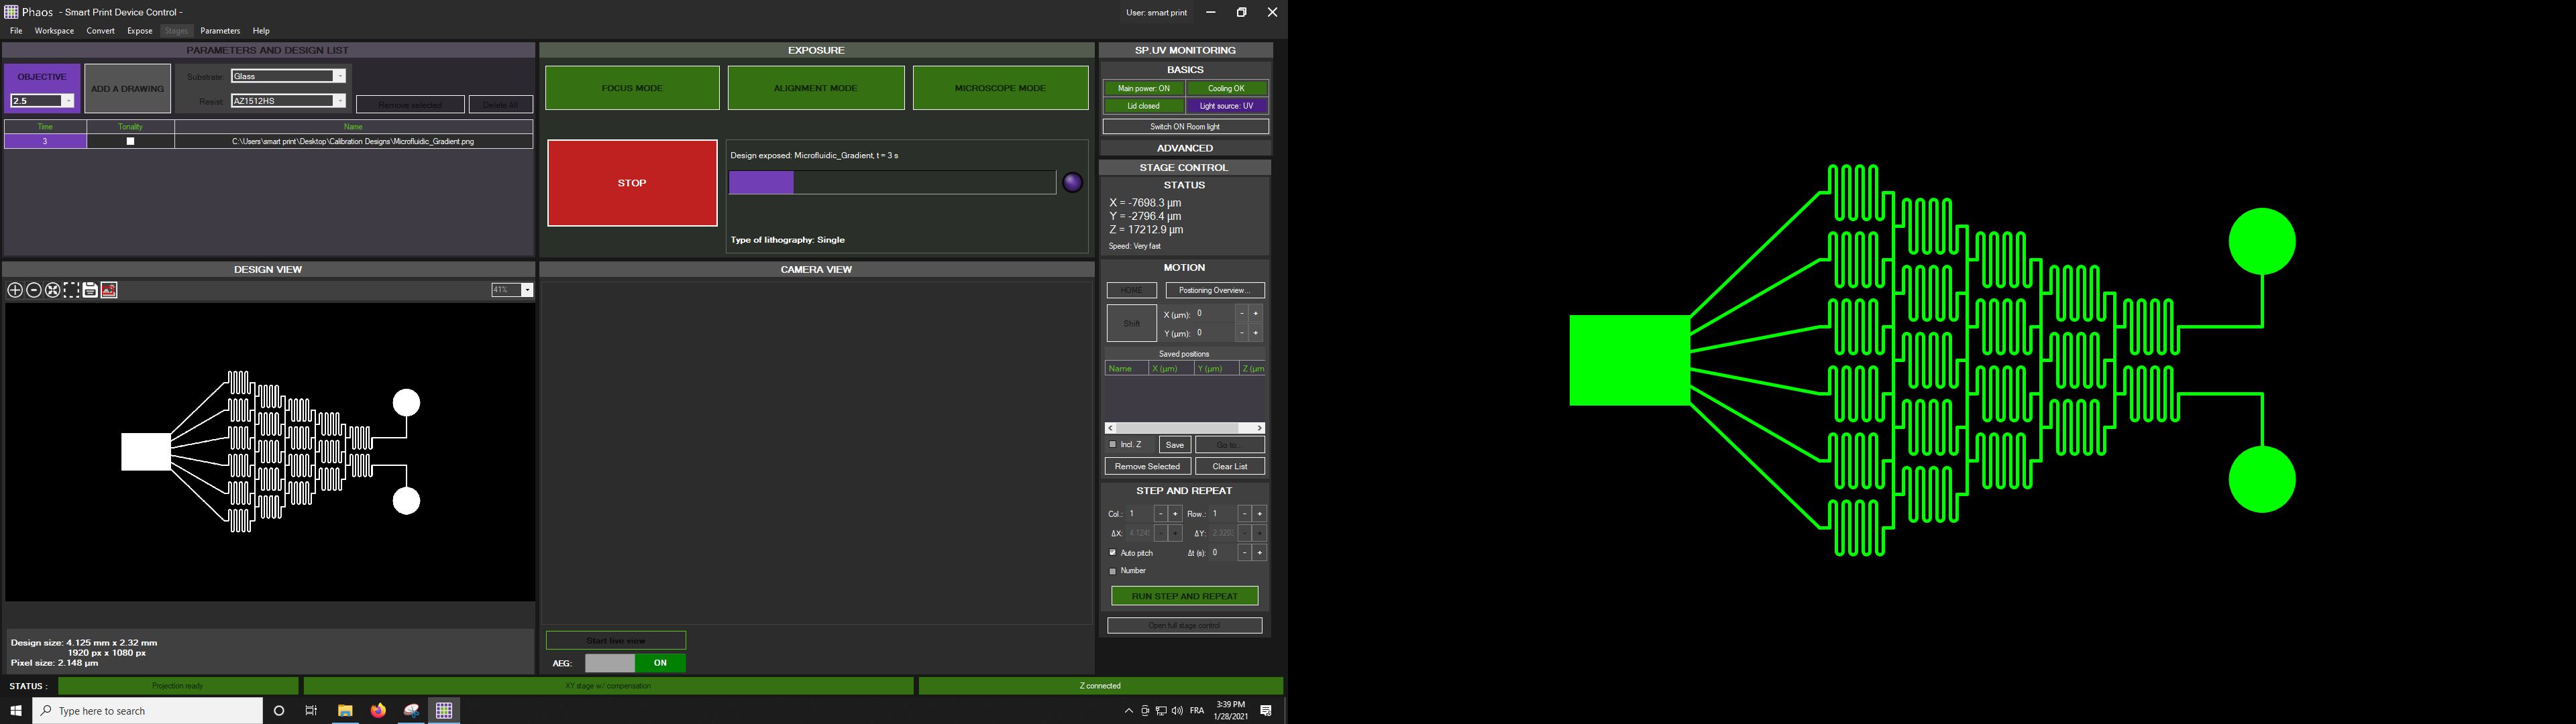 Phaos - Smart Print Device Control -
User: smart print
File Workspace Convert Expose Stages Parameters Help
PARAMETERS AND DESIGN LIST
OBJECTIVE
2.5
ADD A DRAWING
Substrate: Glass
Resist: AZ1512HS
Remove selected
Delete All
Time Tonality Name
3 C:\Users\smart print\Desktop\Calibration Designs\Microfluidic_Gradient.png
EXPOSURE
FOCUS MODE
ALIGNMENT MODE
MICROSCOPE MODE
STOP
Design exposed: Microfluidic_Gradient, t = 3 s
Type of lithography: Single
DESIGN VIEW
41%
Design size: 4.125 mm x 2.32 mm
1920 px x 1080 px
Pixel size: 2.148 µm
CAMERA VIEW
Start live view
AEG: ON
SP.UV MONITORING
BASICS
Main power: ON
Cooling OK
Lid closed
Light source: UV
Switch ON Room light
ADVANCED
STAGE CONTROL
STATUS
X = -7698.3 µm
Y = -2796.4 µm
Z = 17212.9 µm
Speed: Very fast
MOTION
HOME
Postioning Overview...
Shift
X (µm): 0 - +
Y (µm): 0 - +
Saved positions
Name X (µm) Y (µm) Z (µm
Incl. Z
Save
Go to...
Remove Selected
Clear List
STEP AND REPEAT
Col.: 1 - + Row.: 1 - +
ΔX: 4.124 - + ΔY: 2.320 - +
Auto pitch Δt (s): 0 - +
Number
RUN STEP AND REPEAT
Open full stage control
STATUS :
Projection ready
XY stage w/ compensation
Z connected
Type here to search
FRA
3:39 PM
1/28/2021